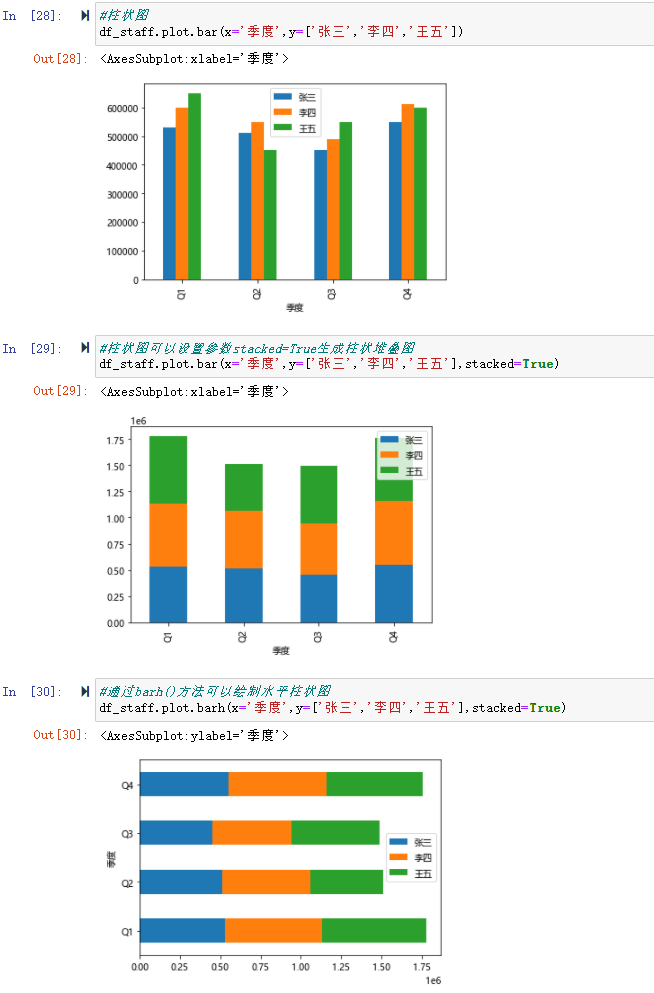 In [28]:
#柱状图
df_staff.plot.bar(x='季度',y=['张三','李四','王五'])
Out[28]: <AxesSubplot:xlabel='季度'>
张三
李四
王五
600000
500000
400000
300000
200000
100000
0
Q1 Q2 Q3 Q4
季度
In [29]:
#柱状图可以设置参数stacked=True生成柱状堆叠图
df_staff.plot.bar(x='季度',y=['张三','李四','王五'],stacked=True)
Out[29]: <AxesSubplot:xlabel='季度'>
1e6
张三
李四
王五
1.75
1.50
1.25
1.00
0.75
0.50
0.25
0.00
Q1 Q2 Q3 Q4
季度
In [30]:
#通过barh()方法可以绘制水平柱状图
df_staff.plot.barh(x='季度',y=['张三','李四','王五'],stacked=True)
Out[30]: <AxesSubplot:ylabel='季度'>
Q4
Q3
Q2
Q1
季度
张三
李四
王五
0.00 0.25 0.50 0.75 1.00 1.25 1.50 1.75
1e6